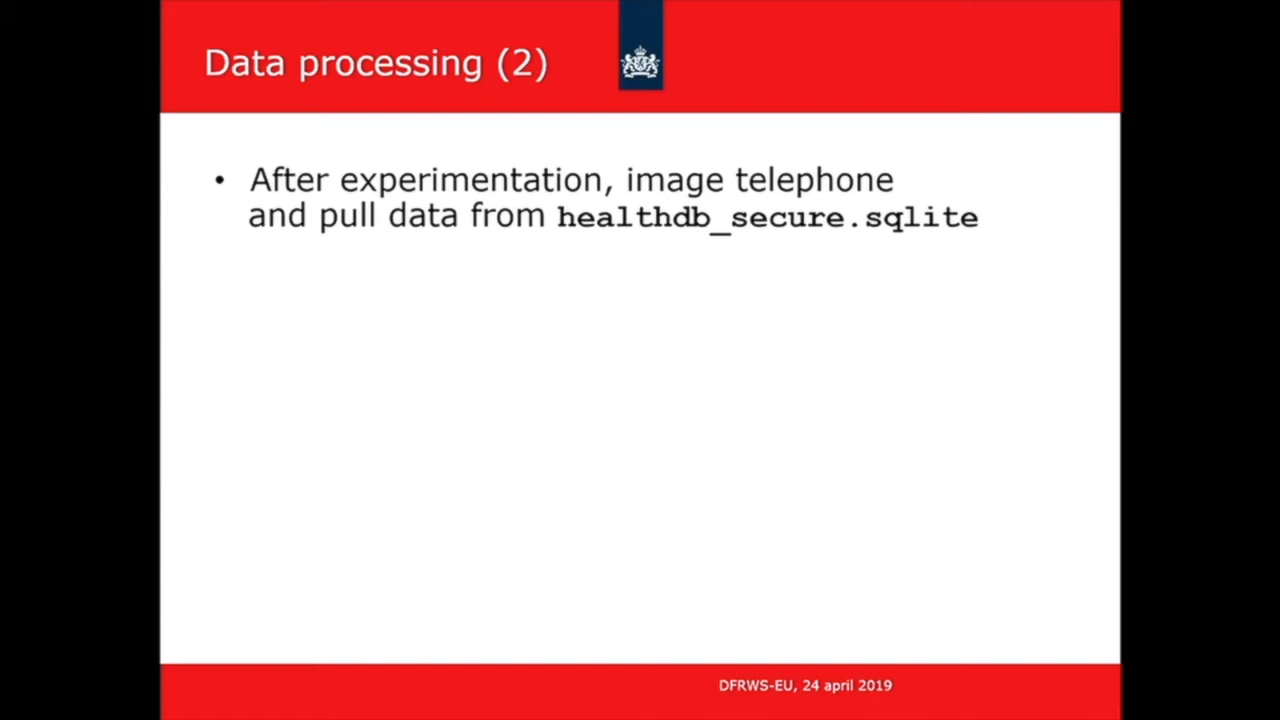 Data processing (2)
• After experimentation, image telephone
and pull data from healthdb_secure.sqlite
DFRWS-EU, 24 april 2019